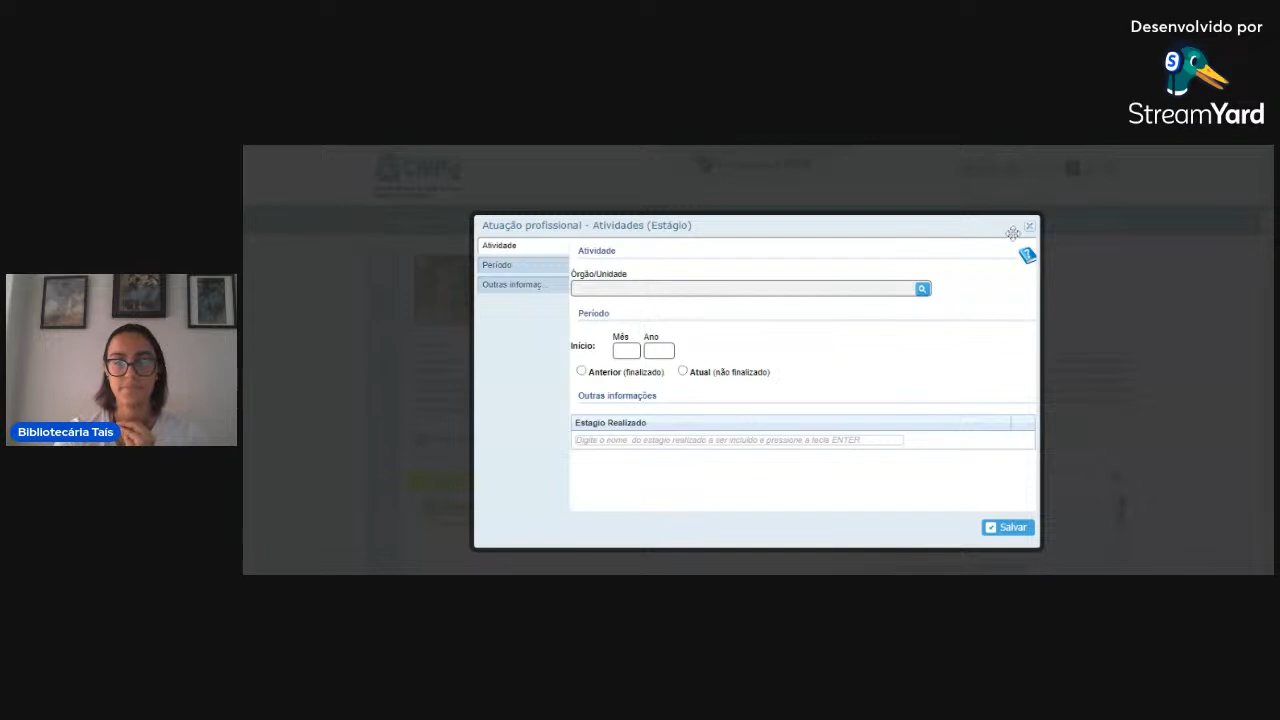 Desenvolvido por
StreamYard
CNPq
Atuação profissional - Atividades (Estágio)
Atividade
Período
Outras informaç...
Atividade
Órgão/Unidade
Período
Mês Ano
Início:
Anterior (finalizado) Atual (não finalizado)
Outras informações
Estagio Realizado
Digite o nome do estagio realizado a ser incluído e pressione a tecla ENTER
Salvar
Bibliotecária Taís